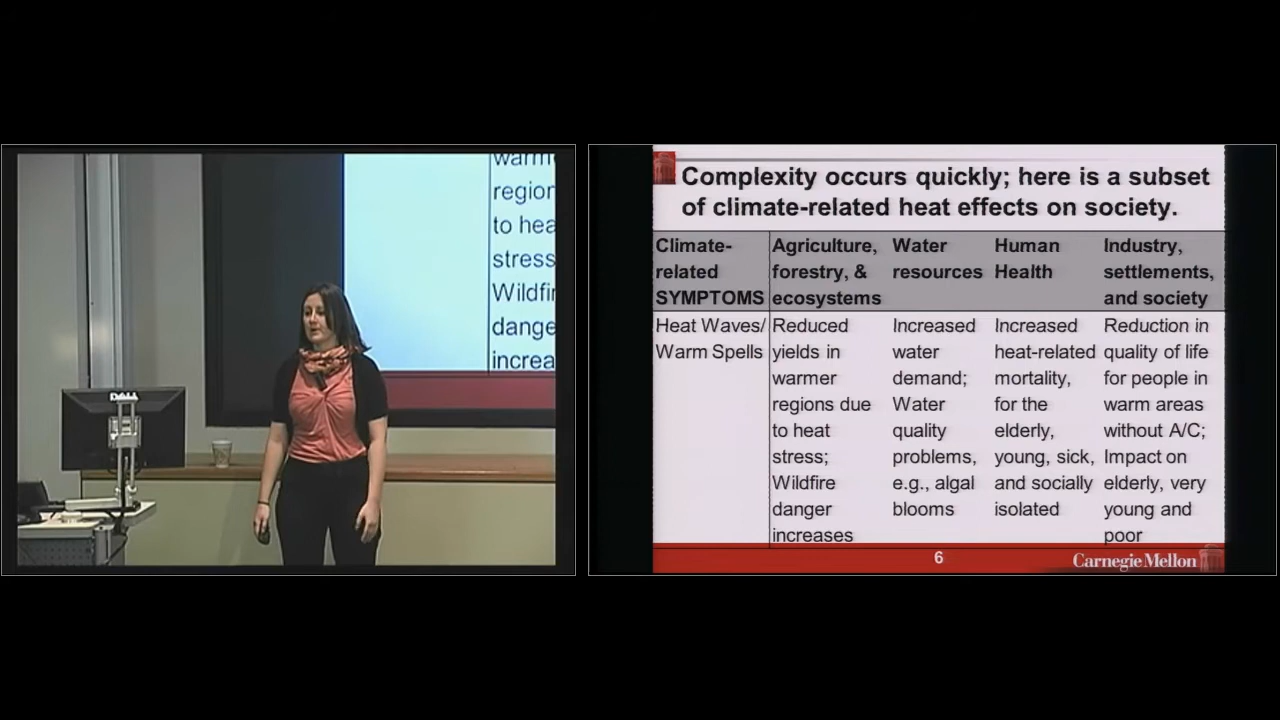 warme
region
to hea
stress
Wildfir
dange
increa
DELL
Complexity occurs quickly; here is a subset
of climate-related heat effects on society.
Climate-
related
SYMPTOMS
Agriculture,
forestry, &
ecosystems
Water
resources
Human
Health
Industry,
settlements,
and society
Heat Waves/
Warm Spells
Reduced
yields in
warmer
regions due
to heat
stress;
Wildfire
danger
increases
Increased
water
demand;
Water
quality
problems,
e.g., algal
blooms
Increased
heat-related
mortality,
for the
elderly,
young, sick,
and socially
isolated
Reduction in
quality of life
for people in
warm areas
without A/C;
Impact on
elderly, very
young and
poor
6
Carnegie Mellon